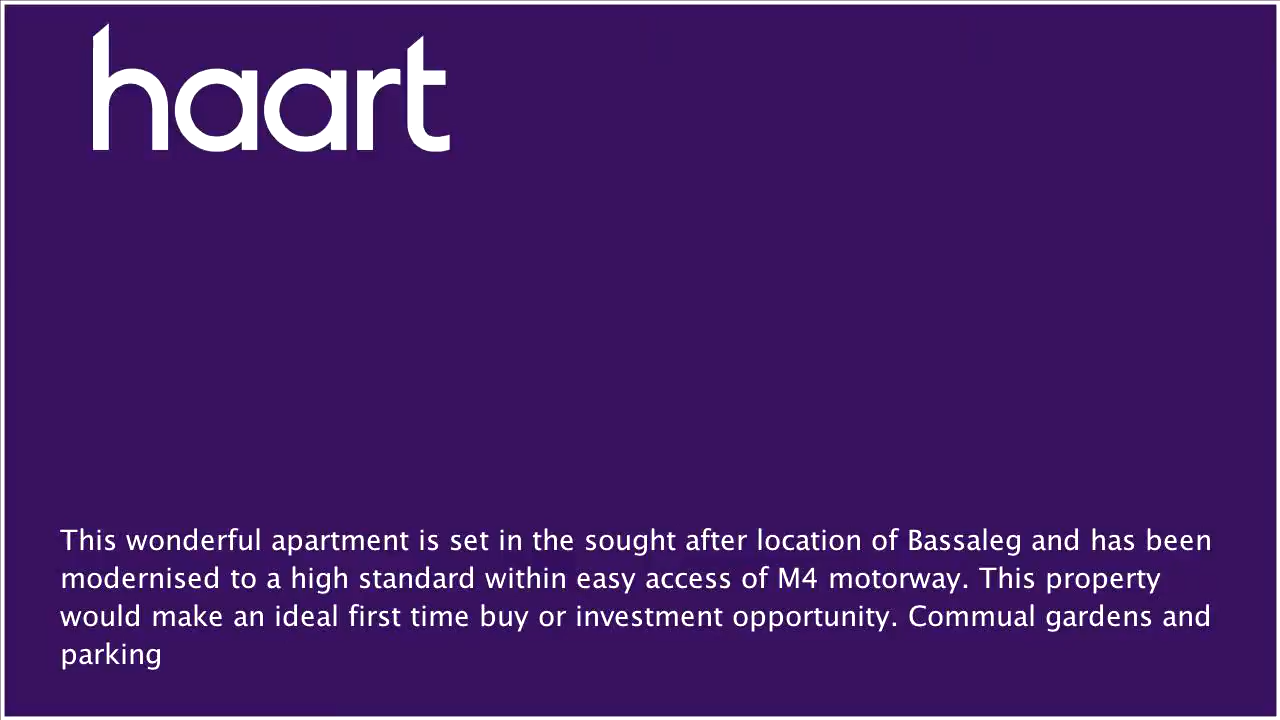 haart
This wonderful apartment is set in the sought after location of Bassaleg and has been
modernised to a high standard within easy access of M4 motorway. This property
would make an ideal first time buy or investment opportunity. Commual gardens and
parking